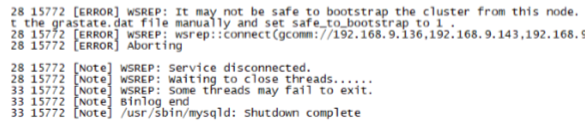 28 15772 [ERROR] WSREP: It may not be safe to bootstrap the cluster from this node.
t the grastate.dat file manually and set safe_to_bootstrap to 1 .
28 15772 [ERROR] WSREP: wsrep::connect(gcomm://192.168.9.136,192.168.9.143,192.168.9
28 15772 [ERROR] Aborting
28 15772 [Note] WSREP: Service disconnected.
28 15772 [Note] WSREP: Waiting to close threads......
33 15772 [Note] WSREP: Some threads may fail to exit.
33 15772 [Note] Binlog end
33 15772 [Note] /usr/sbin/mysqld: Shutdown complete